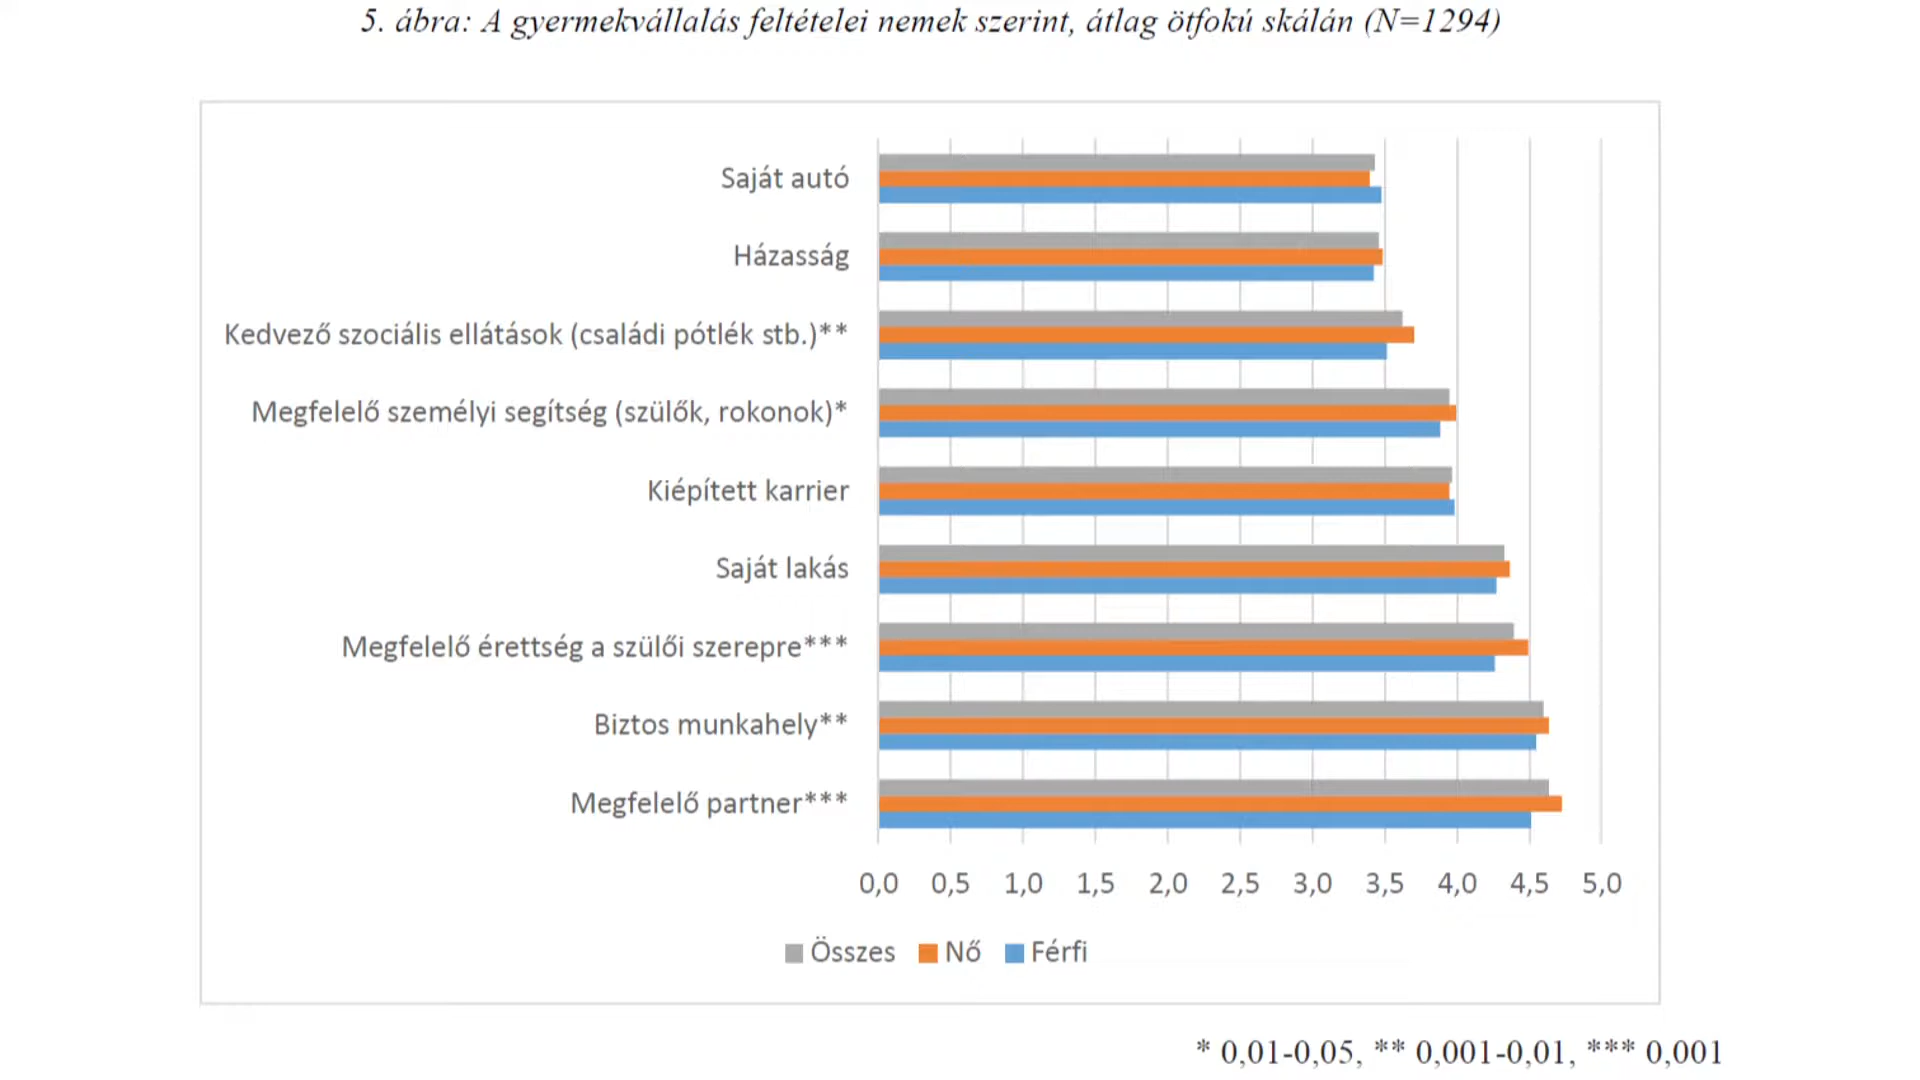 5. ábra: A gyermekvállalás feltételei nemek szerint, átlag ötfokú skálán (N=1294)
Saját autó
Házasság
Kedvező szociális ellátások (családi pótlék stb.)**
Megfelelő személyi segítség (szülők, rokonok)*
Kiépített karrier
Saját lakás
Megfelelő érettség a szülői szerepre***
Biztos munkahely**
Megfelelő partner***
0,0 0,5 1,0 1,5 2,0 2,5 3,0 3,5 4,0 4,5 5,0
Összes Nő Férfi
* 0,01-0,05, ** 0,001-0,01, *** 0,001